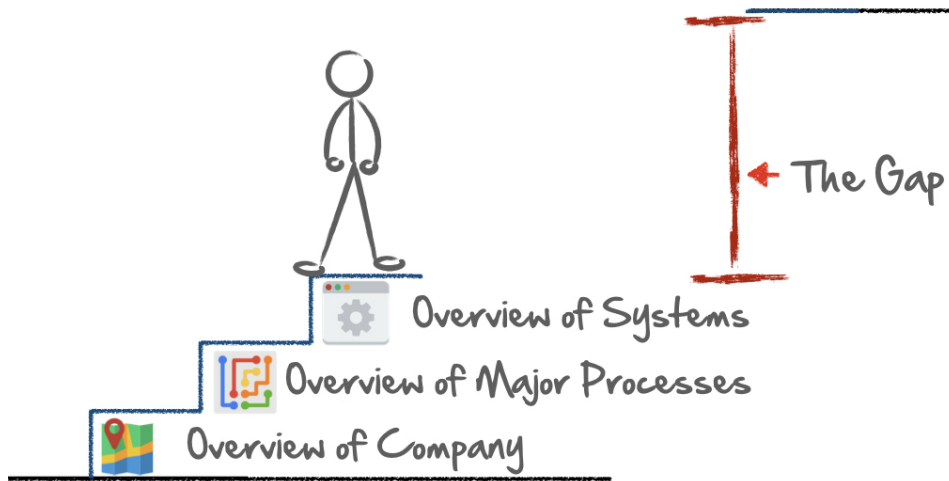 The Gap
Overview of Systems
Overview of Major Processes
Overview of Company